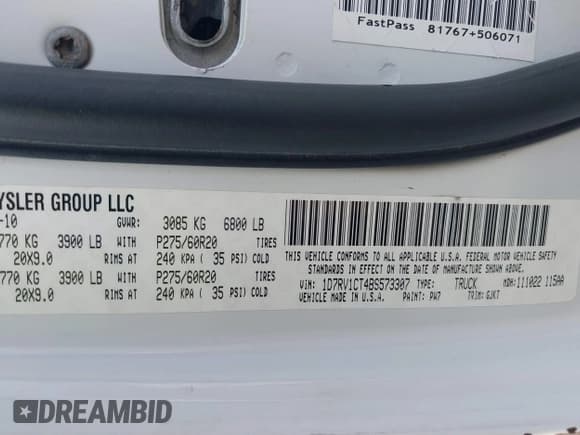 FastPass 81767+506071
YSLER GROUP LLC
-10 GVWR: 3085 KG 6800 LB
770 KG 3900 LB WITH P275/60R20 TIRES
20X9.0 RIMS AT 240 KPA ( 35 PSI) COLD
770 KG 3900 LB WITH P275/60R20 TIRES
20X9.0 RIMS AT 240 KPA ( 35 PSI) COLD
THIS VEHICLE CONFORMS TO ALL APPLICABLE U.S.A. FEDERAL MOTOR VEHICLE SAFETY
STANDARDS IN EFFECT ON THE DATE OF MANUFACTURE SHOWN ABOVE.
VIN: 1D7RV1CT4BS573307 TYPE: TRUCK MDH: 111022 115AA
VEHICLE MADE IN U.S.A. PAINT: PW7 TRIM: GJK7
DREAMBID